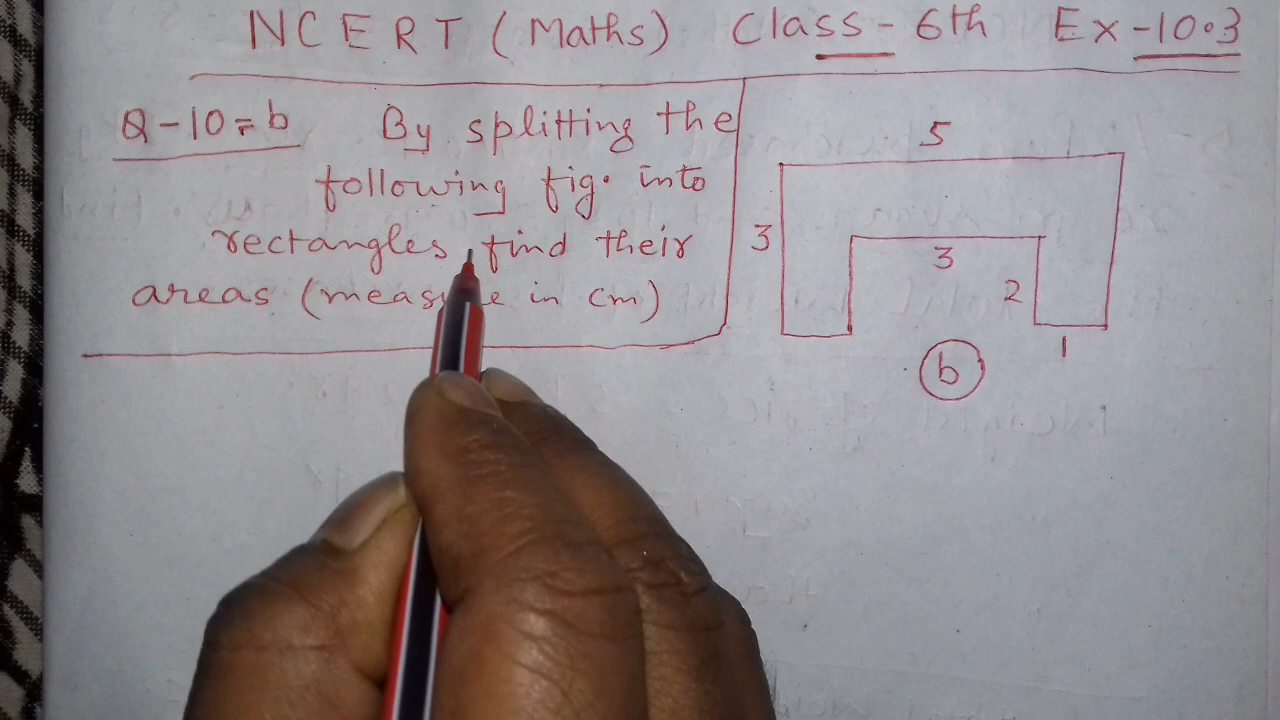 NCERT (Maths) Class - 6th Ex - 10.3
Q - 10 = b By splitting the
following fig. into
rectangles find their
areas (measure in cm)
5
3
3
2
1
b